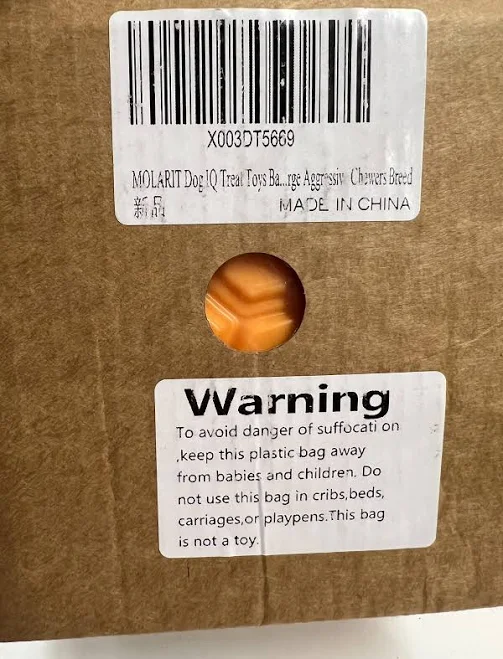 X003DT5669
MOLARIT Dog IQ Treat Toys Ba...rge Aggressiv Chewers Breed
新品
MADE IN CHINA
Warning
To avoid danger of suffocati on
,keep this plastic bag away
from babies and children. Do
not use this bag in cribs,beds,
carriages,or playpens.This bag
is not a toy.